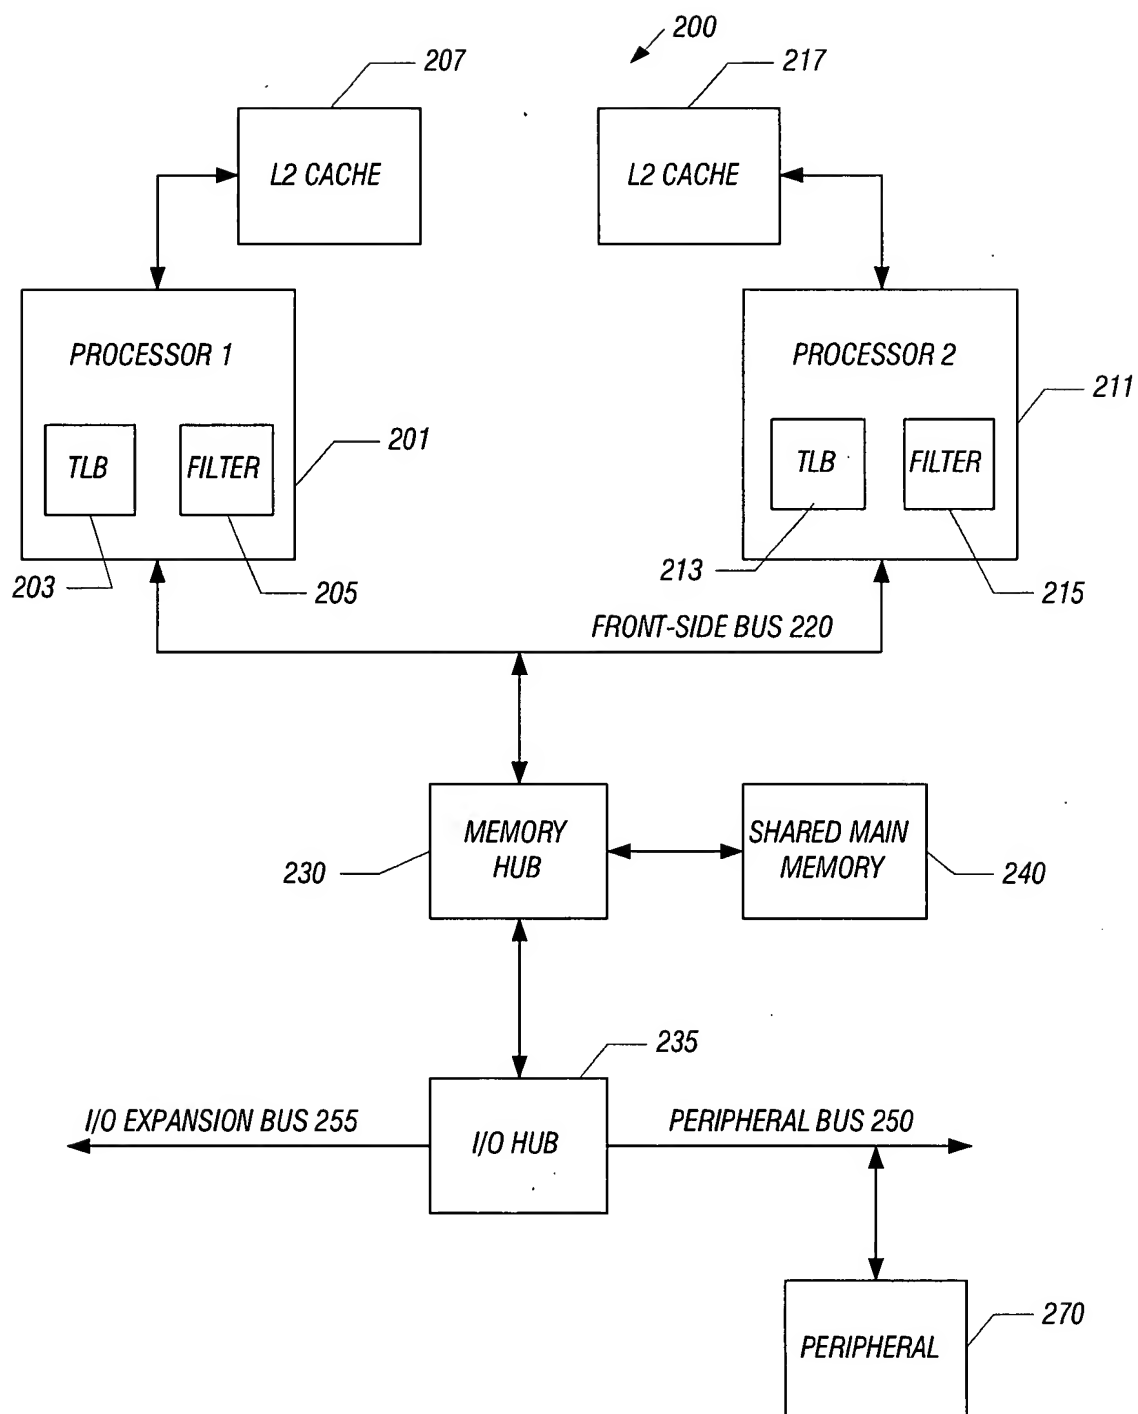 200
207
217
L2 CACHE
L2 CACHE
PROCESSOR 1
PROCESSOR 2
211
201
TLB
FILTER
TLB
FILTER
203
205
213
215
FRONT-SIDE BUS 220
MEMORY
HUB
SHARED MAIN
MEMORY
230
240
235
I/O EXPANSION BUS 255
PERIPHERAL BUS 250
I/O HUB
270
PERIPHERAL